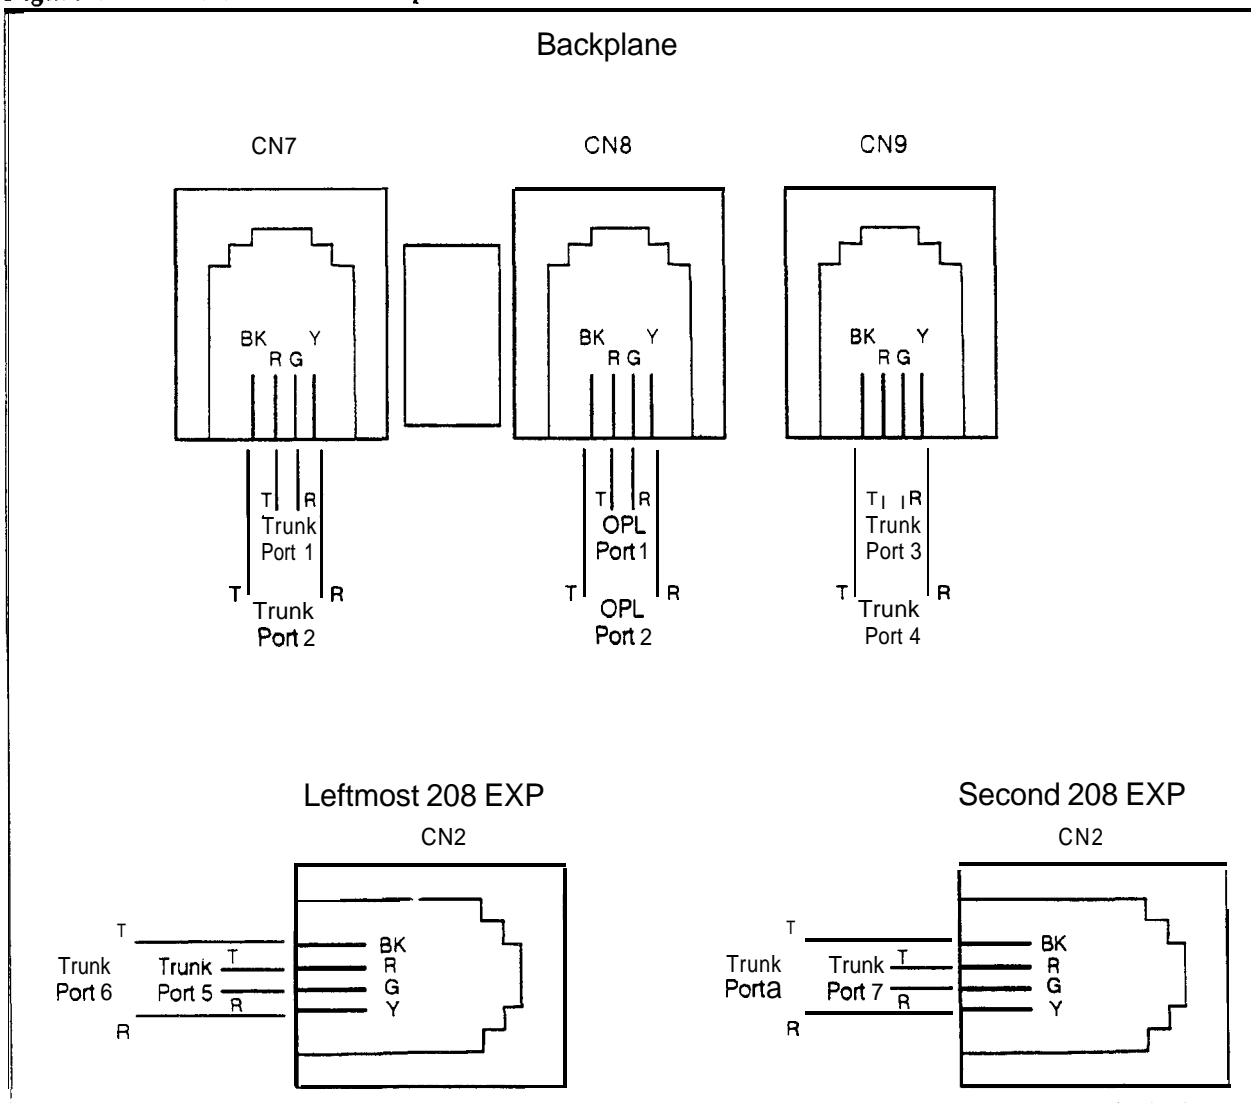 Backplane
CN7 CN8 CN9
BK Y BK Y BK Y
R G R G R G
T R T R T R
Trunk OPL Trunk
Port 1 Port 1 Port 3
T R T R T R
Trunk OPL Trunk
Port 2 Port 2 Port 4
Leftmost 208 EXP Second 208 EXP
CN2 CN2
T T
BK BK
Trunk Trunk T R Trunk Trunk T R
Port 6 Port 5 G Porta Port 7 G
R Y R Y
R R